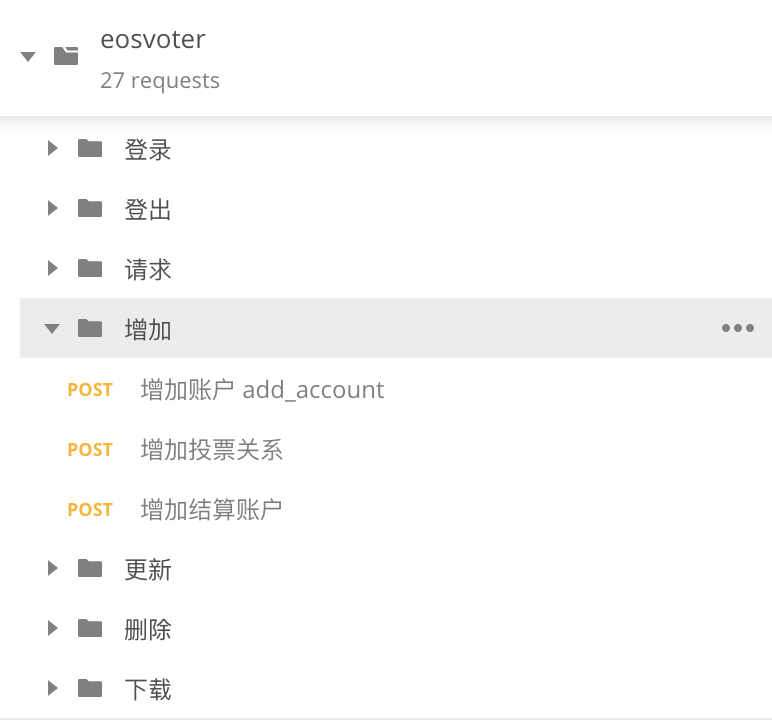 eosvoter
27 requests
登录
登出
请求
增加
POST 增加账户 add_account
POST 增加投票关系
POST 增加结算账户
更新
删除
下载